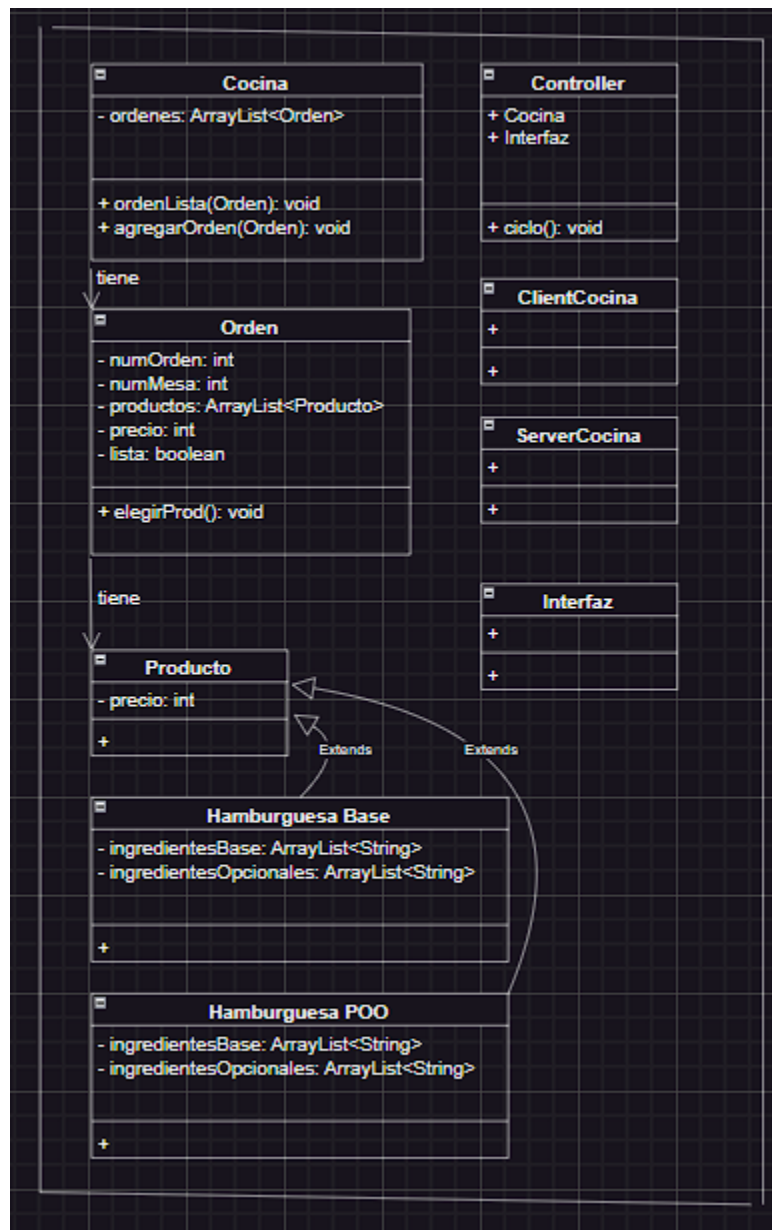 Cocina
- ordenes: ArrayList<Orden>
+ ordenLista(Orden): void
+ agregarOrden(Orden): void
tiene
Orden
- numOrden: int
- numMesa: int
- productos: ArrayList<Producto>
- precio: int
- lista: boolean
+ elegirProd(): void
tiene
Producto
- precio: int
+
Extends
Extends
Hamburguesa Base
- ingredientesBase: ArrayList<String>
- ingredientesOpcionales: ArrayList<String>
+
Hamburguesa POO
- ingredientesBase: ArrayList<String>
- ingredientesOpcionales: ArrayList<String>
+
Controller
+ Cocina
+ Interfaz
+ ciclo(): void
ClientCocina
+
+
ServerCocina
+
+
Interfaz
+
+